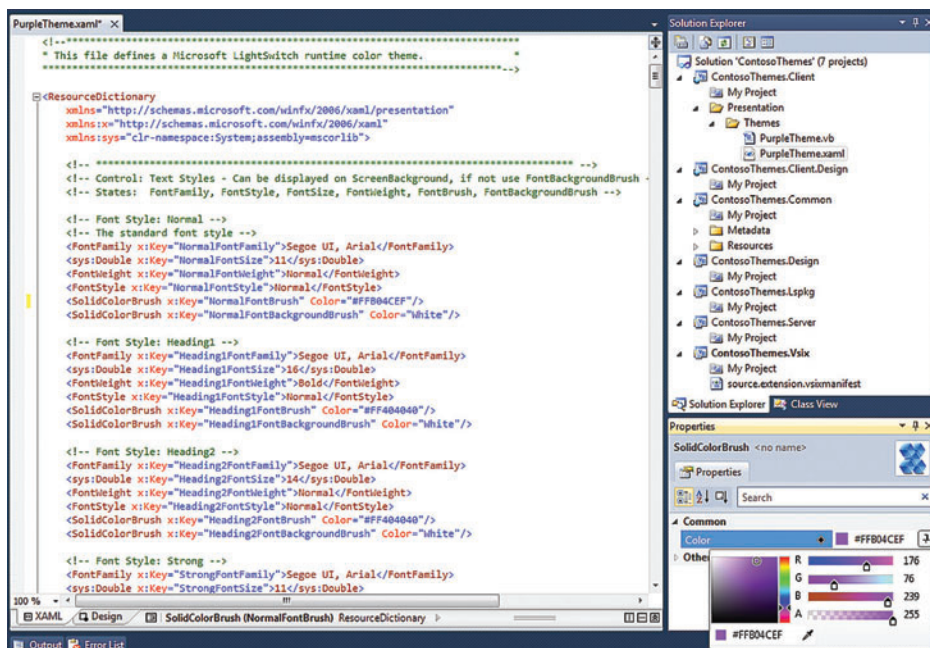 PurpleTheme.xaml* X
<!--****************************************************************************
* This file defines a Microsoft LightSwitch runtime color theme. *
*****************************************************************************-->
<ResourceDictionary
xmlns="http://schemas.microsoft.com/winfx/2006/xaml/presentation"
xmlns:x="http://schemas.microsoft.com/winfx/2006/xaml"
xmlns:sys="clr-namespace:System;assembly=mscorlib">
<!-- ******************************************************************************** -->
<!-- Control: Text Styles - Can be displayed on ScreenBackground, if not use FontBackgroundBrush -
<!-- States: FontFamily, FontStyle, FontSize, FontWeight, FontBrush, FontBackgroundBrush -->
<!-- Font Style: Normal -->
<!-- The standard font style -->
<FontFamily x:Key="NormalFontFamily">Segoe UI, Arial</FontFamily>
<sys:Double x:Key="NormalFontSize">11</sys:Double>
<FontWeight x:Key="NormalFontWeight">Normal</FontWeight>
<FontStyle x:Key="NormalFontStyle">Normal</FontStyle>
<SolidColorBrush x:Key="NormalFontBrush" Color="#FFB04CEF"/>
<SolidColorBrush x:Key="NormalFontBackgroundBrush" Color="White"/>
<!-- Font Style: Heading1 -->
<FontFamily x:Key="Heading1FontFamily">Segoe UI, Arial</FontFamily>
<sys:Double x:Key="Heading1FontSize">16</sys:Double>
<FontWeight x:Key="Heading1FontWeight">Bold</FontWeight>
<FontStyle x:Key="Heading1FontStyle">Normal</FontStyle>
<SolidColorBrush x:Key="Heading1FontBrush" Color="#FF404040"/>
<SolidColorBrush x:Key="Heading1FontBackgroundBrush" Color="White"/>
<!-- Font Style: Heading2 -->
<FontFamily x:Key="Heading2FontFamily">Segoe UI, Arial</FontFamily>
<sys:Double x:Key="Heading2FontSize">14</sys:Double>
<FontWeight x:Key="Heading2FontWeight">Normal</FontWeight>
<FontStyle x:Key="Heading2FontStyle">Normal</FontStyle>
<SolidColorBrush x:Key="Heading2FontBrush" Color="#FF404040"/>
<SolidColorBrush x:Key="Heading2FontBackgroundBrush" Color="White"/>
<!-- Font Style: Strong -->
<FontFamily x:Key="StrongFontFamily">Segoe UI, Arial</FontFamily>
<sys:Double x:Key="StrongFontSize">11</sys:Double>
100 %
XAML Design SolidColorBrush (NormalFontBrush) ResourceDictionary
Output Error List
Solution Explorer
Solution 'ContosoThemes' (7 projects)
ContosoThemes.Client
My Project
Presentation
Themes
PurpleTheme.vb
PurpleTheme.xaml
ContosoThemes.Client.Design
My Project
ContosoThemes.Common
My Project
Metadata
Resources
ContosoThemes.Design
My Project
ContosoThemes.Lspkg
My Project
ContosoThemes.Server
My Project
ContosoThemes.Vsix
My Project
source.extension.vsixmanifest
Solution Explorer Class View
Properties
SolidColorBrush <no name>
Properties
Search
Common
Color #FFB04CEF
Other
R 176
G 76
B 239
A 255
#FFB04CEF